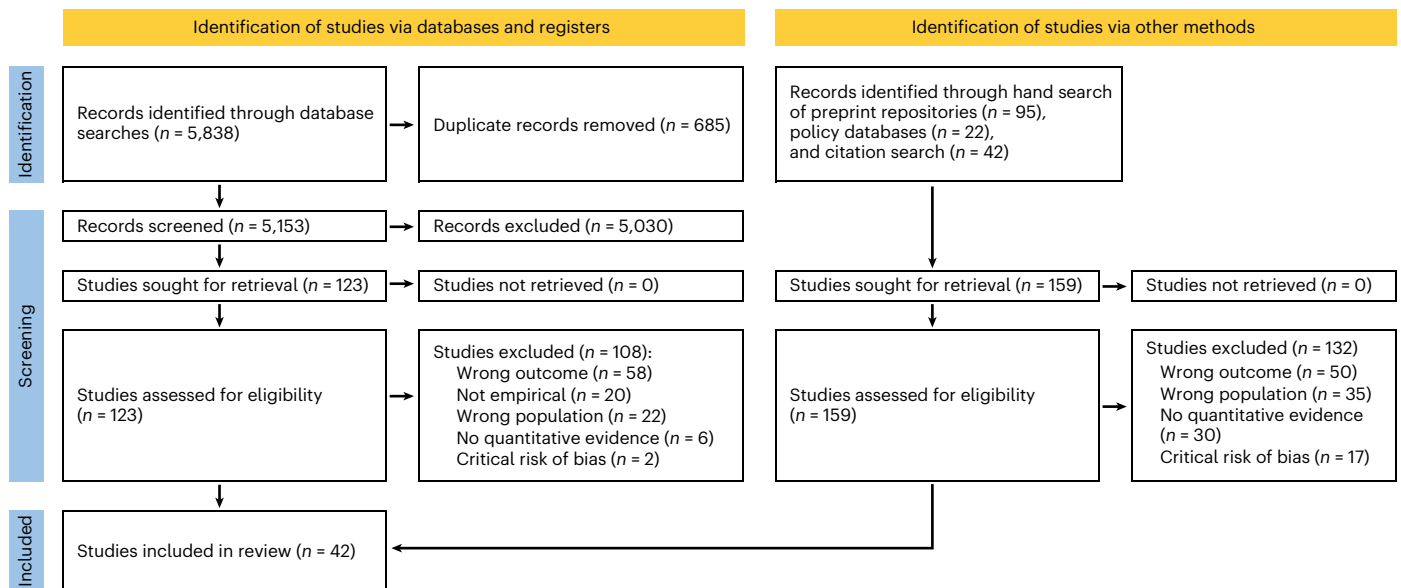 Identification of studies via databases and registers
Identification of studies via other methods
Identification
Records identified through database
searches (n = 5,838)
Duplicate records removed (n = 685)
Records identified through hand search
of preprint repositories (n = 95),
policy databases (n = 22),
and citation search (n = 42)
Screening
Records screened (n = 5,153)
Records excluded (n = 5,030)
Studies sought for retrieval (n = 123)
Studies not retrieved (n = 0)
Studies sought for retrieval (n = 159)
Studies not retrieved (n = 0)
Studies assessed for eligibility
(n = 123)
Studies excluded (n = 108):
Wrong outcome (n = 58)
Not empirical (n = 20)
Wrong population (n = 22)
No quantitative evidence (n = 6)
Critical risk of bias (n = 2)
Studies assessed for eligibility
(n = 159)
Studies excluded (n = 132)
Wrong outcome (n = 50)
Wrong population (n = 35)
No quantitative evidence
(n = 30)
Critical risk of bias (n = 17)
Included
Studies included in review (n = 42)